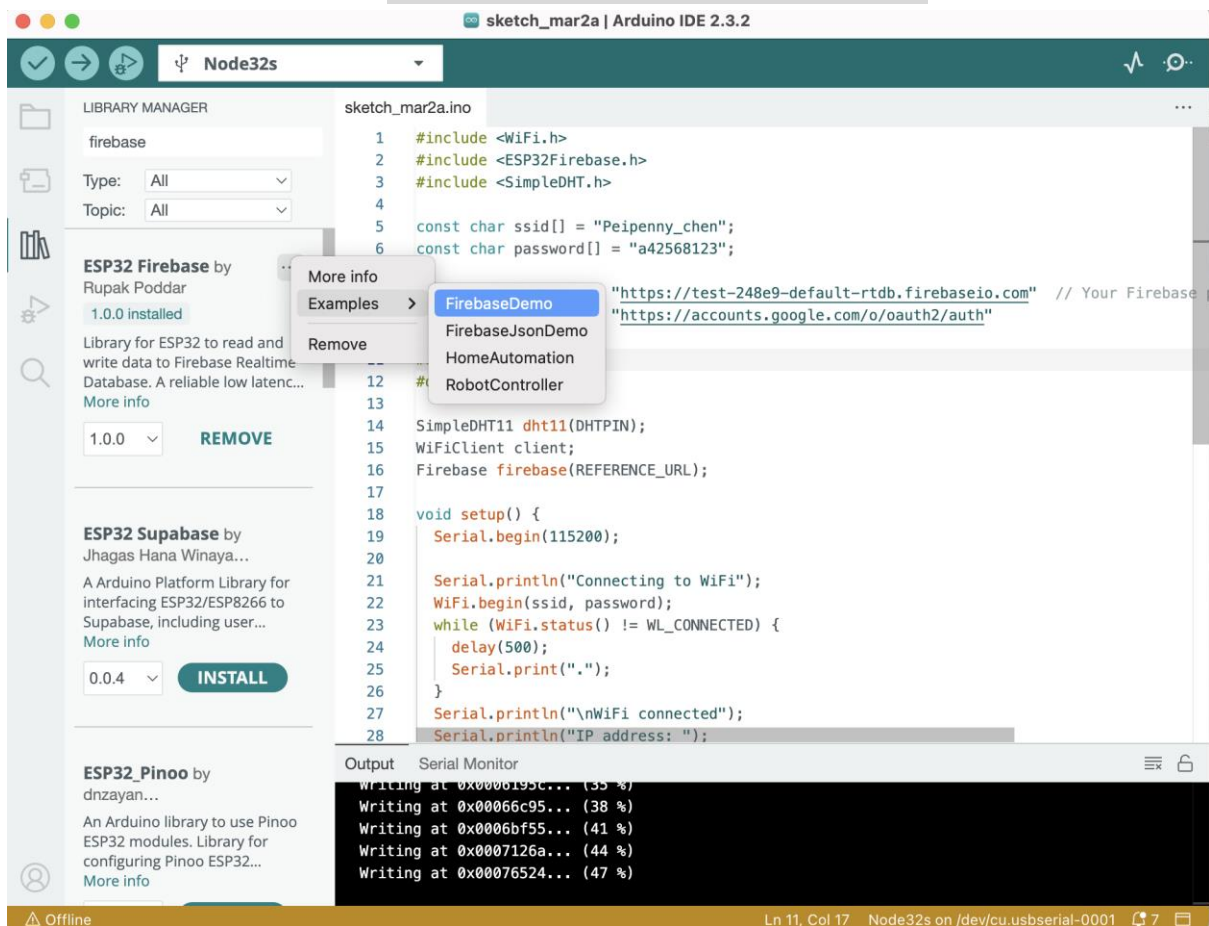 sketch_mar2a | Arduino IDE 2.3.2
Node32s
LIBRARY MANAGER
firebase
Type: All
Topic: All
ESP32 Firebase by
Rupak Poddar
1.0.0 installed
Library for ESP32 to read and
write data to Firebase Realtime
Database. A reliable low latenc...
More info
1.0.0
REMOVE
ESP32 Supabase by
Jhagas Hana Winaya...
A Arduino Platform Library for
interfacing ESP32/ESP8266 to
Supabase, including user...
More info
0.0.4
INSTALL
ESP32_Pinoo by
dnzayan...
An Arduino library to use Pinoo
ESP32 modules. Library for
configuring Pinoo ESP32...
More info
More info
Examples
Remove
FirebaseDemo
FirebaseJsonDemo
HomeAutomation
RobotController
sketch_mar2a.ino
1 #include <WiFi.h>
2 #include <ESP32Firebase.h>
3 #include <SimpleDHT.h>
4
5 const char ssid[] = "Peipenny_chen";
6 const char password[] = "a42568123";
"https://test-248e9-default-rtdb.firebaseio.com" // Your Firebase
"https://accounts.google.com/o/oauth2/auth"
12 #
13
14 SimpleDHT11 dht11(DHTPIN);
15 WiFiClient client;
16 Firebase firebase(REFERENCE_URL);
17
18 void setup() {
19 Serial.begin(115200);
20
21 Serial.println("Connecting to WiFi");
22 WiFi.begin(ssid, password);
23 while (WiFi.status() != WL_CONNECTED) {
24 delay(500);
25 Serial.print(".");
26 }
27 Serial.println("\nWiFi connected");
28 Serial.println("IP address: ");
Output Serial Monitor
Writing at 0x0006195c... (35 %)
Writing at 0x00066c95... (38 %)
Writing at 0x0006bf55... (41 %)
Writing at 0x0007126a... (44 %)
Writing at 0x00076524... (47 %)
Offline
Ln 11, Col 17 Node32s on /dev/cu.usbserial-0001 7